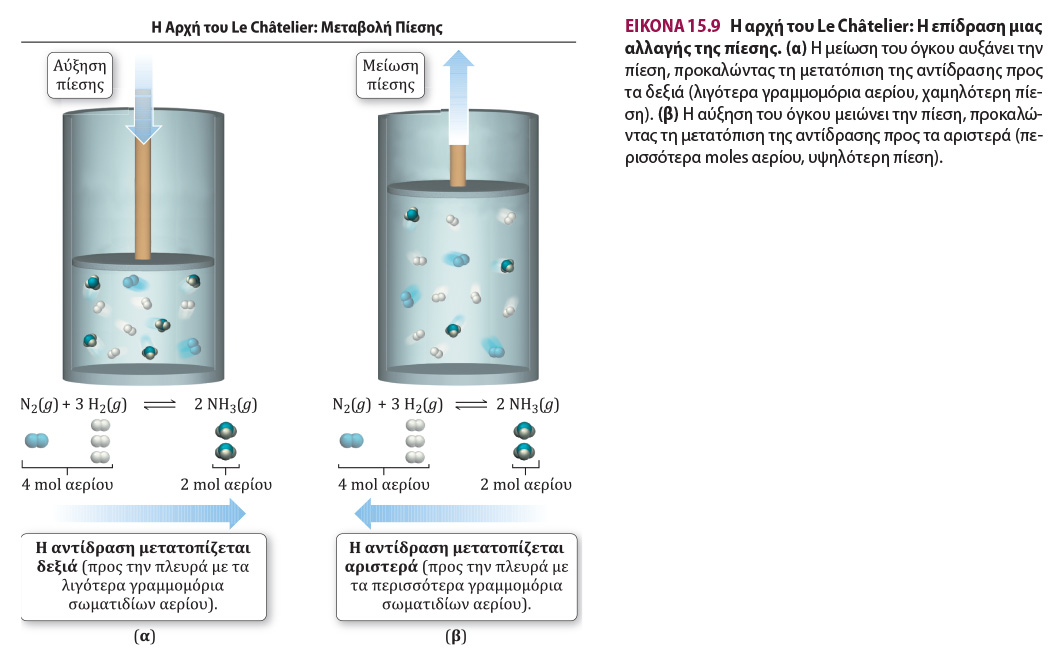 Η Αρχή του Le Châtelier: Μεταβολή Πίεσης
Αύξηση
πίεσης
Μείωση
πίεσης
N₂(g) + 3 H₂(g) ⇌ 2 NH₃(g)
4 mol αερίου 2 mol αερίου
Η αντίδραση μετατοπίζεται
δεξιά (προς την πλευρά με τα
λιγότερα γραμμομόρια
σωματιδίων αερίου).
(α)
N₂(g) + 3 H₂(g) ⇌ 2 NH₃(g)
4 mol αερίου 2 mol αερίου
Η αντίδραση μετατοπίζεται
αριστερά (προς την πλευρά με
τα περισσότερα γραμμομόρια
σωματιδίων αερίου).
(β)
ΕΙΚΟΝΑ 15.9 Η αρχή του Le Châtelier: Η επίδραση μιας
αλλαγής της πίεσης. (α) Η μείωση του όγκου αυξάνει την
πίεση, προκαλώντας τη μετατόπιση της αντίδρασης προς
τα δεξιά (λιγότερα γραμμομόρια αερίου, χαμηλότερη πίε-
ση). (β) Η αύξηση του όγκου μειώνει την πίεση, προκαλώ-
ντας τη μετατόπιση της αντίδρασης προς τα αριστερά (πε-
ρισσότερα moles αερίου, υψηλότερη πίεση).